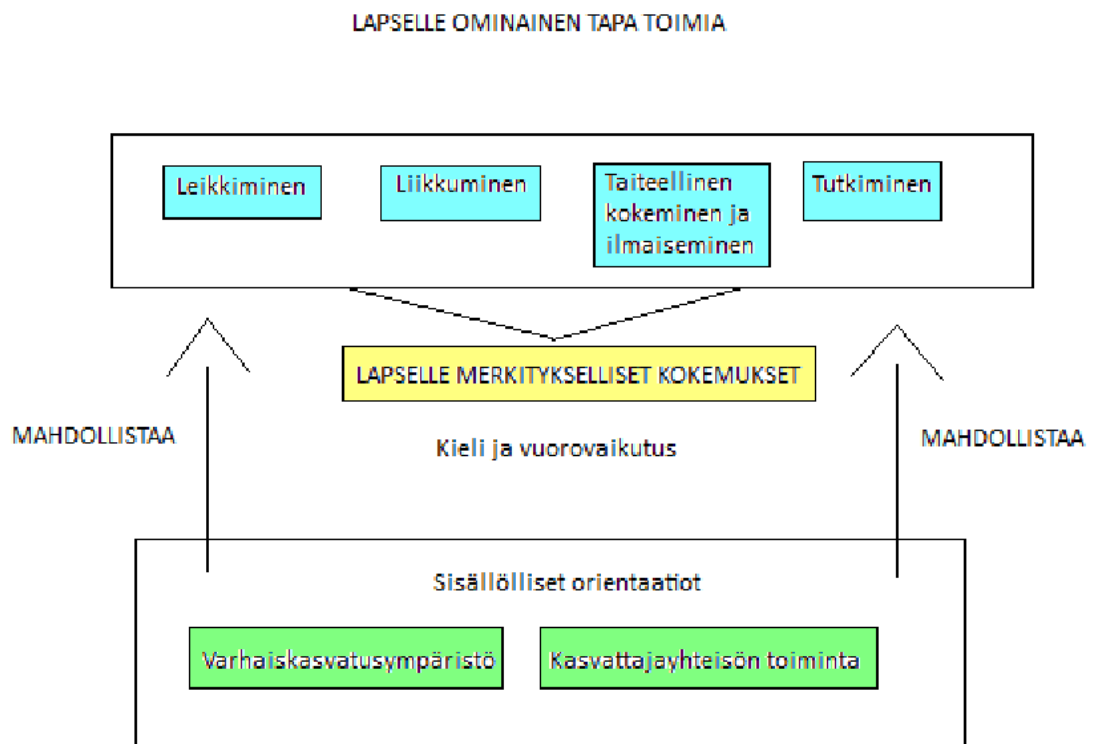 LAPSELLE OMINAINEN TAPA TOIMIA
Leikkiminen
Liikkuminen
Taiteellinen
kokeminen ja
ilmaiseminen
Tutkiminen
LAPSELLE MERKITYKSELLISET KOKEMUKSET
MAHDOLLISTAA
Kieli ja vuorovaikutus
MAHDOLLISTAA
Sisällölliset orientaatiot
Varhaiskasvatusympäristö
Kasvattajayhteisön toiminta